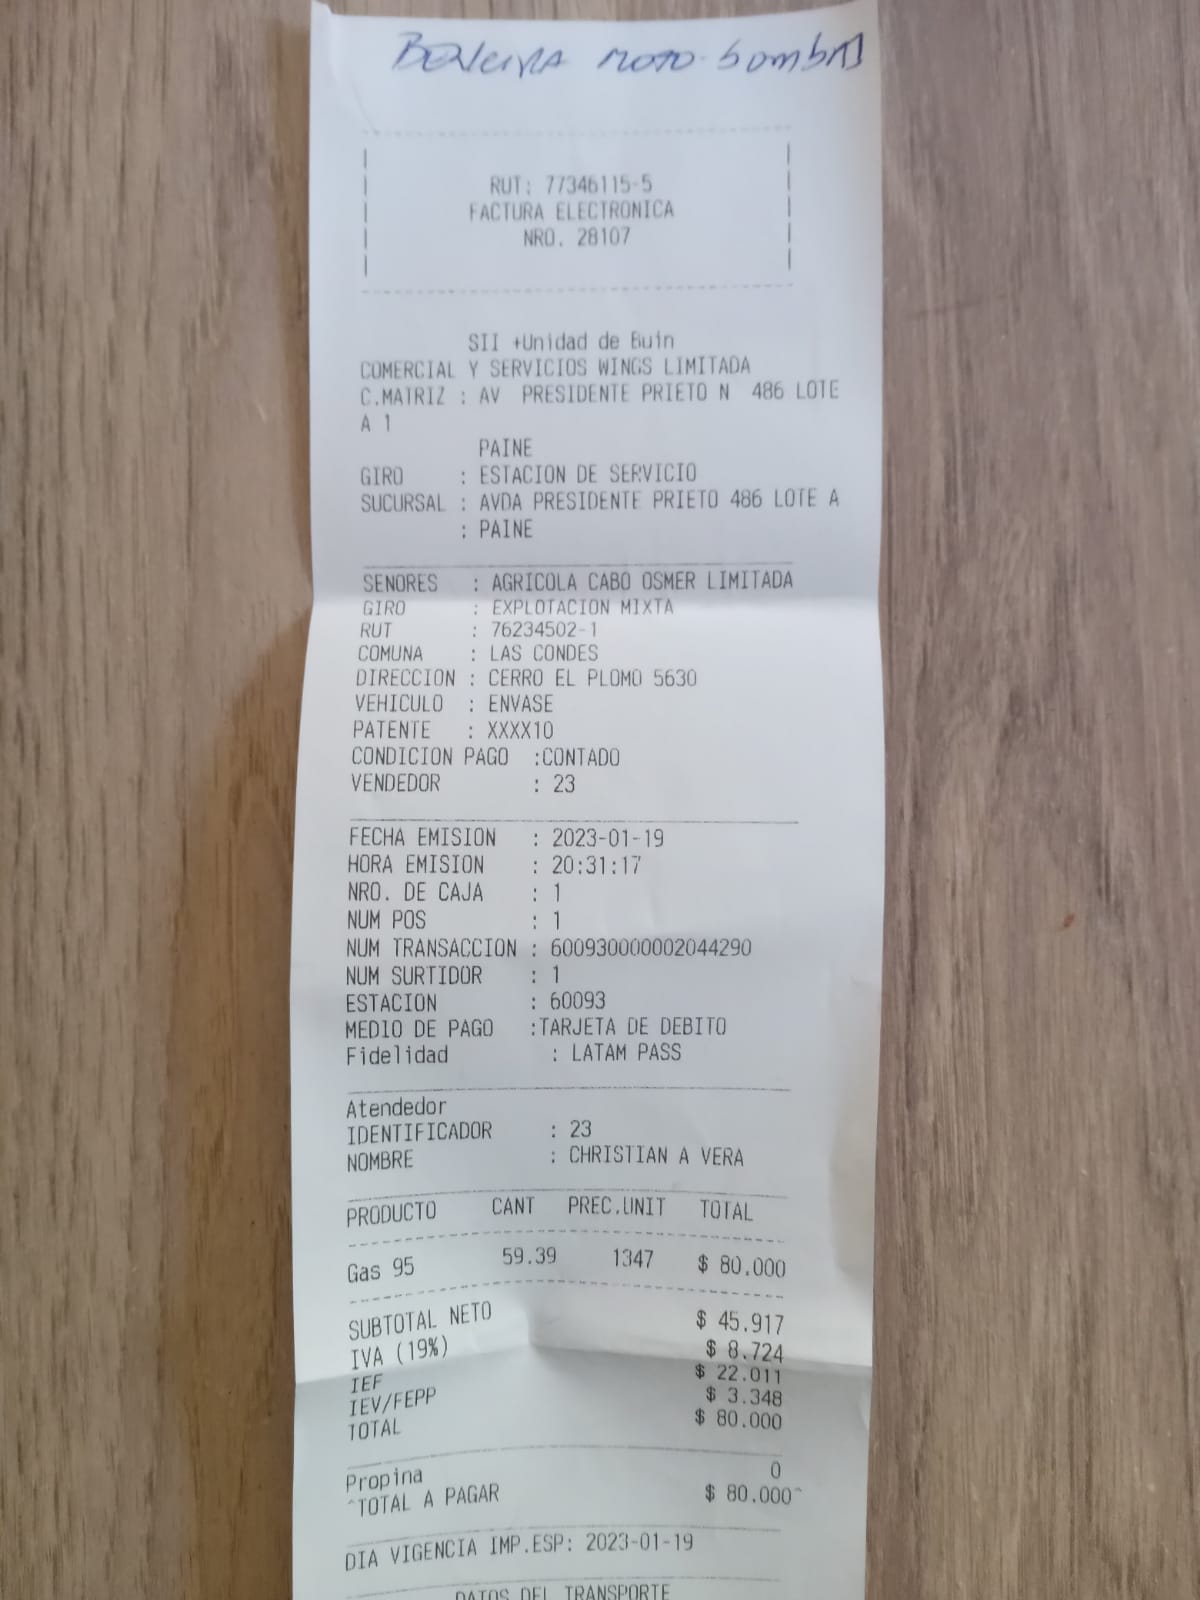 Bencina moto-bomba
RUT: 77346115-5
FACTURA ELECTRONICA
NRO. 28107
SII +Unidad de Buin
COMERCIAL Y SERVICIOS WINGS LIMITADA
C.MATRIZ : AV PRESIDENTE PRIETO N 486 LOTE
A 1
PAINE
GIRO : ESTACION DE SERVICIO
SUCURSAL : AVDA PRESIDENTE PRIETO 486 LOTE A
: PAINE
SENORES : AGRICOLA CABO OSMER LIMITADA
GIRO : EXPLOTACION MIXTA
RUT : 76234502-1
COMUNA : LAS CONDES
DIRECCION : CERRO EL PLOMO 5630
VEHICULO : ENVASE
PATENTE : XXXX10
CONDICION PAGO :CONTADO
VENDEDOR : 23
FECHA EMISION : 2023-01-19
HORA EMISION : 20:31:17
NRO. DE CAJA : 1
NUM POS : 1
NUM TRANSACCION : 600930000002044290
NUM SURTIDOR : 1
ESTACION : 60093
MEDIO DE PAGO :TARJETA DE DEBITO
Fidelidad : LATAM PASS
Atendedor
IDENTIFICADOR : 23
NOMBRE : CHRISTIAN A VERA
PRODUCTO CANT PREC.UNIT TOTAL
Gas 95 59.39 1347 $ 80.000
SUBTOTAL NETO $ 45.917
IVA (19%) $ 8.724
IEF $ 22.011
IEV/FEPP $ 3.348
TOTAL $ 80.000
Propina 0
^TOTAL A PAGAR $ 80.000^
DIA VIGENCIA IMP.ESP: 2023-01-19
DATOS DEL TRANSPORTE